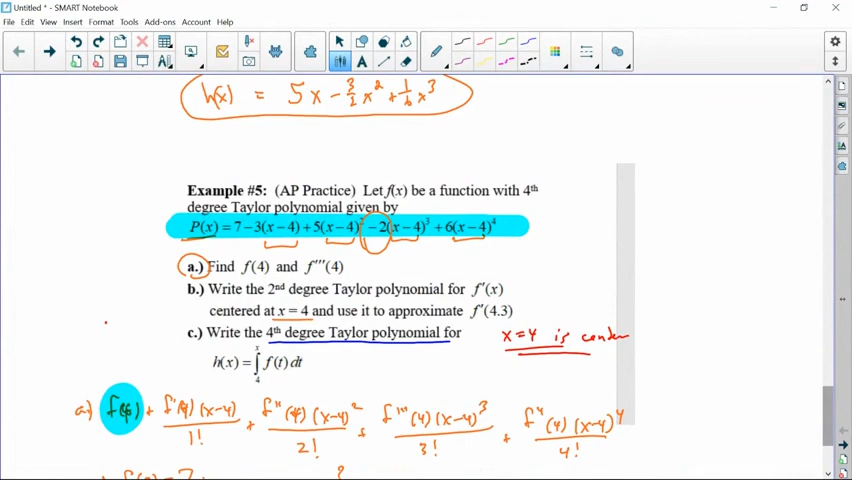 Untitled * - SMART Notebook
File Edit View Insert Format Tools Add-ons Account Help
h(x) = 5x - 3/2 x² + 1/6 x³
Example #5: (AP Practice) Let f(x) be a function with 4th
degree Taylor polynomial given by
P(x) = 7 - 3(x-4) + 5(x-4)² - 2(x-4)³ + 6(x-4)⁴
a.) Find f(4) and f'''(4)
b.) Write the 2nd degree Taylor polynomial for f'(x)
centered at x = 4 and use it to approximate f'(4.3)
c.) Write the 4th degree Taylor polynomial for
x=4 is center
h(x) = ∫₄ˣ f(t) dt
a) f(4) + f'(4)(x-4)/1! + f''(4)(x-4)²/2! + f'''(4)(x-4)³/3! + f⁴(4)(x-4)⁴/4!